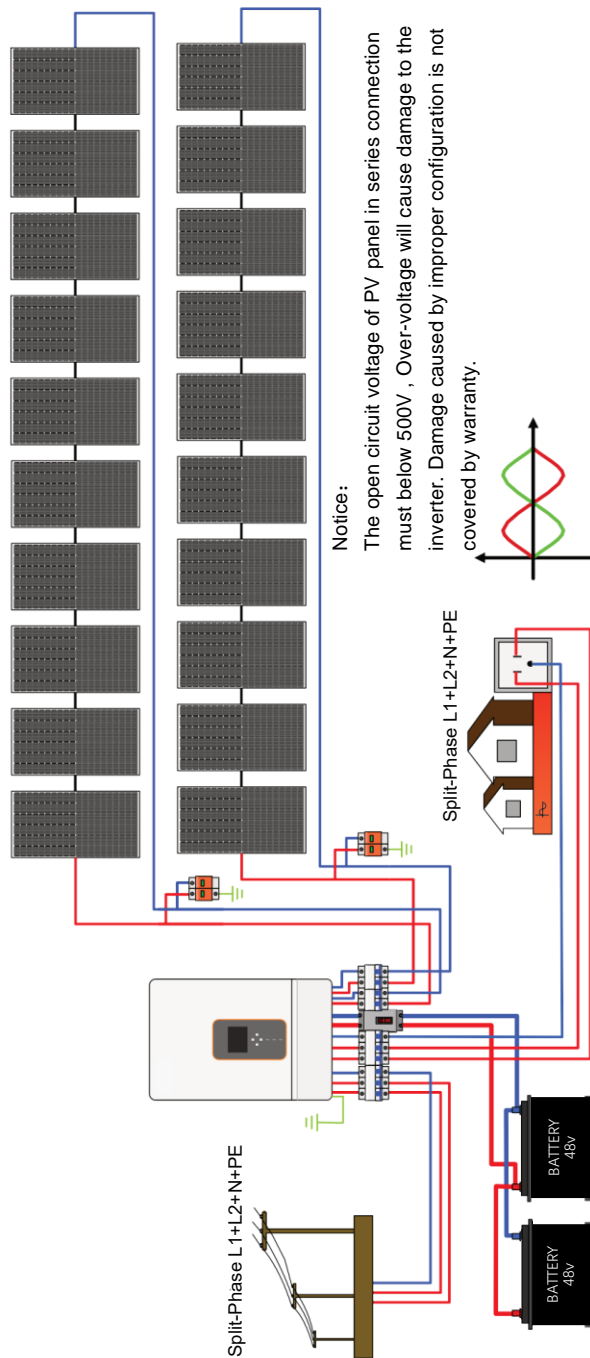 Notice：
The open circuit voltage of PV panel in series connection
must below 500V , Over-voltage will cause damage to the
inverter. Damage caused by improper configuration is not
covered by warranty.
Split-Phase L1+L2+N+PE
Split-Phase L1+L2+N+PE
BATTERY
48v
BATTERY
48v